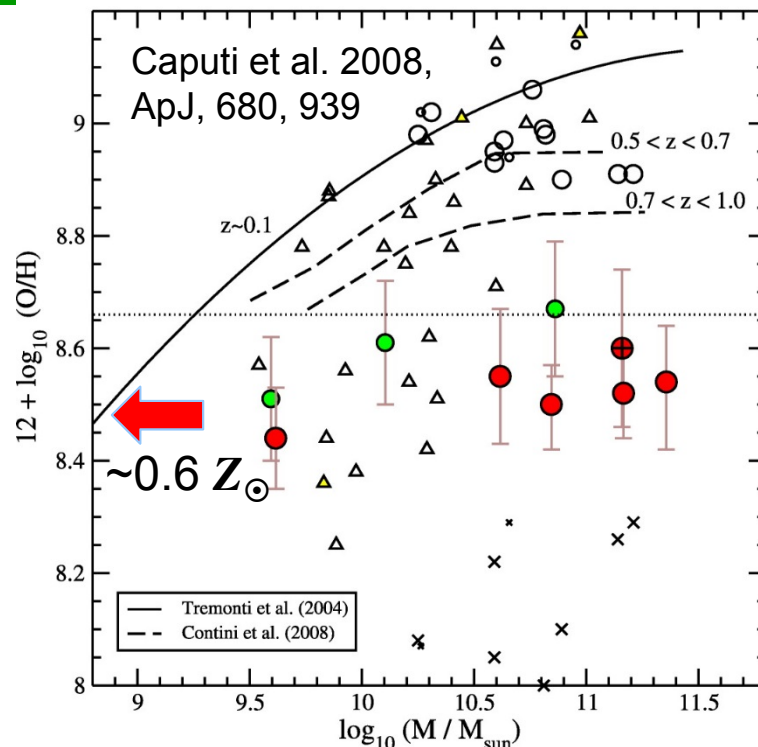 Caputi et al. 2008,
ApJ, 680, 939
z~0.1
0.5 < z < 0.7
0.7 < z < 1.0
~0.6 Z⊙
Tremonti et al. (2004)
Contini et al. (2008)
12 + log₁₀ (O/H)
9
8.8
8.6
8.4
8.2
8
9 9.5 10 10.5 11 11.5
log₁₀ (M / Mₛᵤₙ)